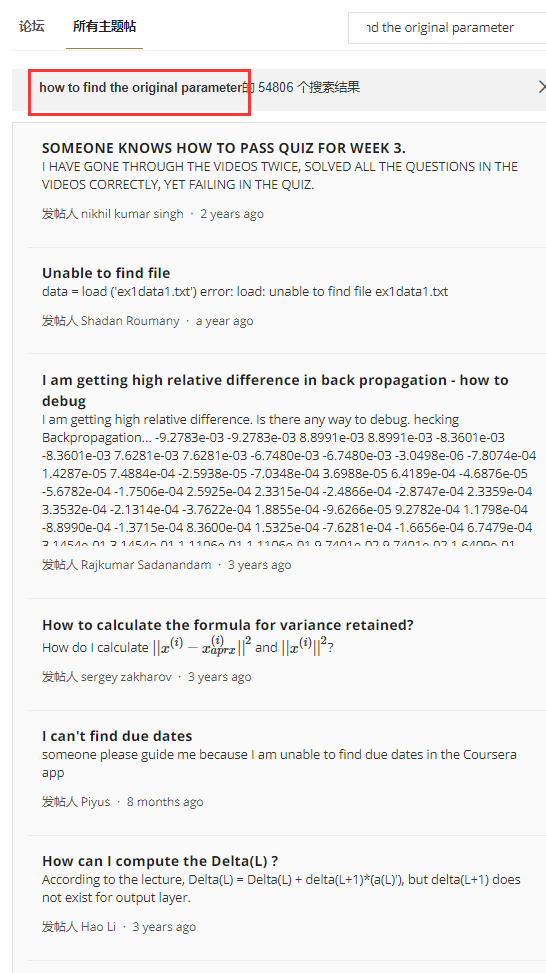 论坛 所有主题帖 nd the original parameter
how to find the original parameter的 54806 个搜索结果
SOMEONE KNOWS HOW TO PASS QUIZ FOR WEEK 3.
I HAVE GONE THROUGH THE VIDEOS TWICE, SOLVED ALL THE QUESTIONS IN THE
VIDEOS CORRECTLY, YET FAILING IN THE QUIZ.
发帖人 nikhil kumar singh · 2 years ago
Unable to find file
data = load ('ex1data1.txt') error: load: unable to find file ex1data1.txt
发帖人 Shadan Roumany · a year ago
I am getting high relative difference in back propagation - how to
debug
I am getting high relative difference. Is there any way to debug. hecking
Backpropagation... -9.2783e-03 -9.2783e-03 8.8991e-03 8.8991e-03 -8.3601e-03
-8.3601e-03 7.6281e-03 7.6281e-03 -6.7480e-03 -6.7480e-03 -3.0498e-06 -7.8074e-04
1.4287e-05 7.4884e-04 -2.5938e-05 -7.0348e-04 3.6988e-05 6.4189e-04 -4.6876e-05
-5.6782e-04 -1.7506e-04 2.5925e-04 2.3315e-04 -2.4866e-04 -2.8747e-04 2.3359e-04
3.3532e-04 -2.1314e-04 -3.7622e-04 1.8855e-04 -9.6266e-05 9.2782e-04 1.1798e-04
-8.8990e-04 -1.3715e-04 8.3600e-04 1.5325e-04 -7.6281e-04 -1.6656e-04 6.7479e-04
3.1454e-01 3.1454e-01 1.1106e-01 1.1106e-01 9.7401e-02 9.7401e-02 1.6409e-01
发帖人 Rajkumar Sadanandam · 3 years ago
How to calculate the formula for variance retained?
How do I calculate ||x^{(i)} − x_{aprx}^{(i)}||^2 and ||x^{(i)}||^2?
发帖人 sergey zakharov · 3 years ago
I can't find due dates
someone please guide me because I am unable to find due dates in the Coursera
app
发帖人 Piyus · 8 months ago
How can I compute the Delta(L) ?
According to the lecture, Delta(L) = Delta(L) + delta(L+1)*(a(L)'), but delta(L+1) does
not exist for output layer.
发帖人 Hao Li · 3 years ago